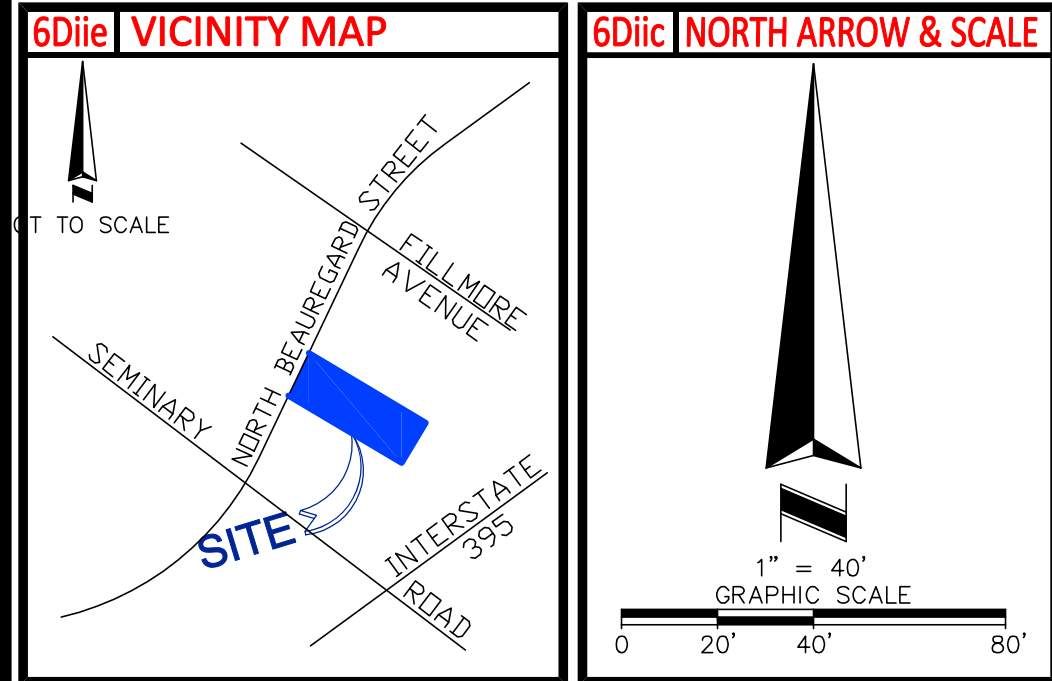 6Diie VICINITY MAP
OT TO SCALE
NORTH BEAUREGARD STREET
FILLMORE
AVENUE
SEMINARY ROAD
SITE
INTERSTATE
395
6Diic NORTH ARROW & SCALE
N
1" = 40'
GRAPHIC SCALE
0 20' 40' 80'